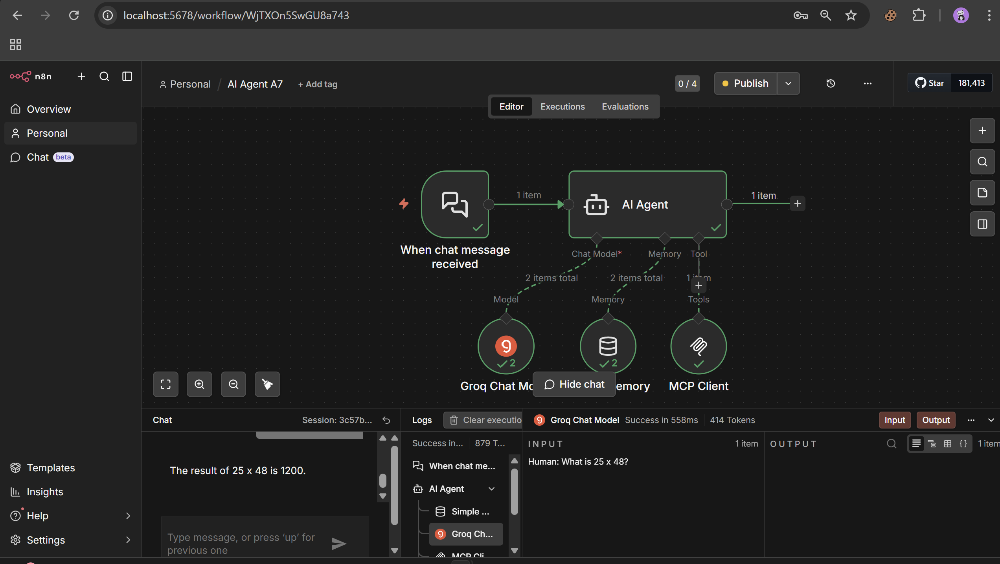 localhost:5678/workflow/WjTXOn5SwGU8a743
n8n
Overview
Personal
Chat beta
Templates
Insights
Help
Settings
Personal / AI Agent A7 + Add tag
0 / 4
Publish
Star 181,413
Editor Executions Evaluations
1 item
AI Agent
1 item
When chat message
received
Chat Model* Memory Tool
2 items total 2 items total 1 item
Model Memory Tools
2 2
Groq Chat Mo
Hide chat
emory
MCP Client
Chat Session: 3c57b...
The result of 25 x 48 is 1200.
Type message, or press ‘up’ for
previous one
Logs Clear executio
Success in... 879 T...
When chat me...
AI Agent
Simple ...
Groq Ch...
MCP Cli
Groq Chat Model Success in 558ms 414 Tokens
Input Output
INPUT 1 item
Human: What is 25 x 48?
OUTPUT 1 item